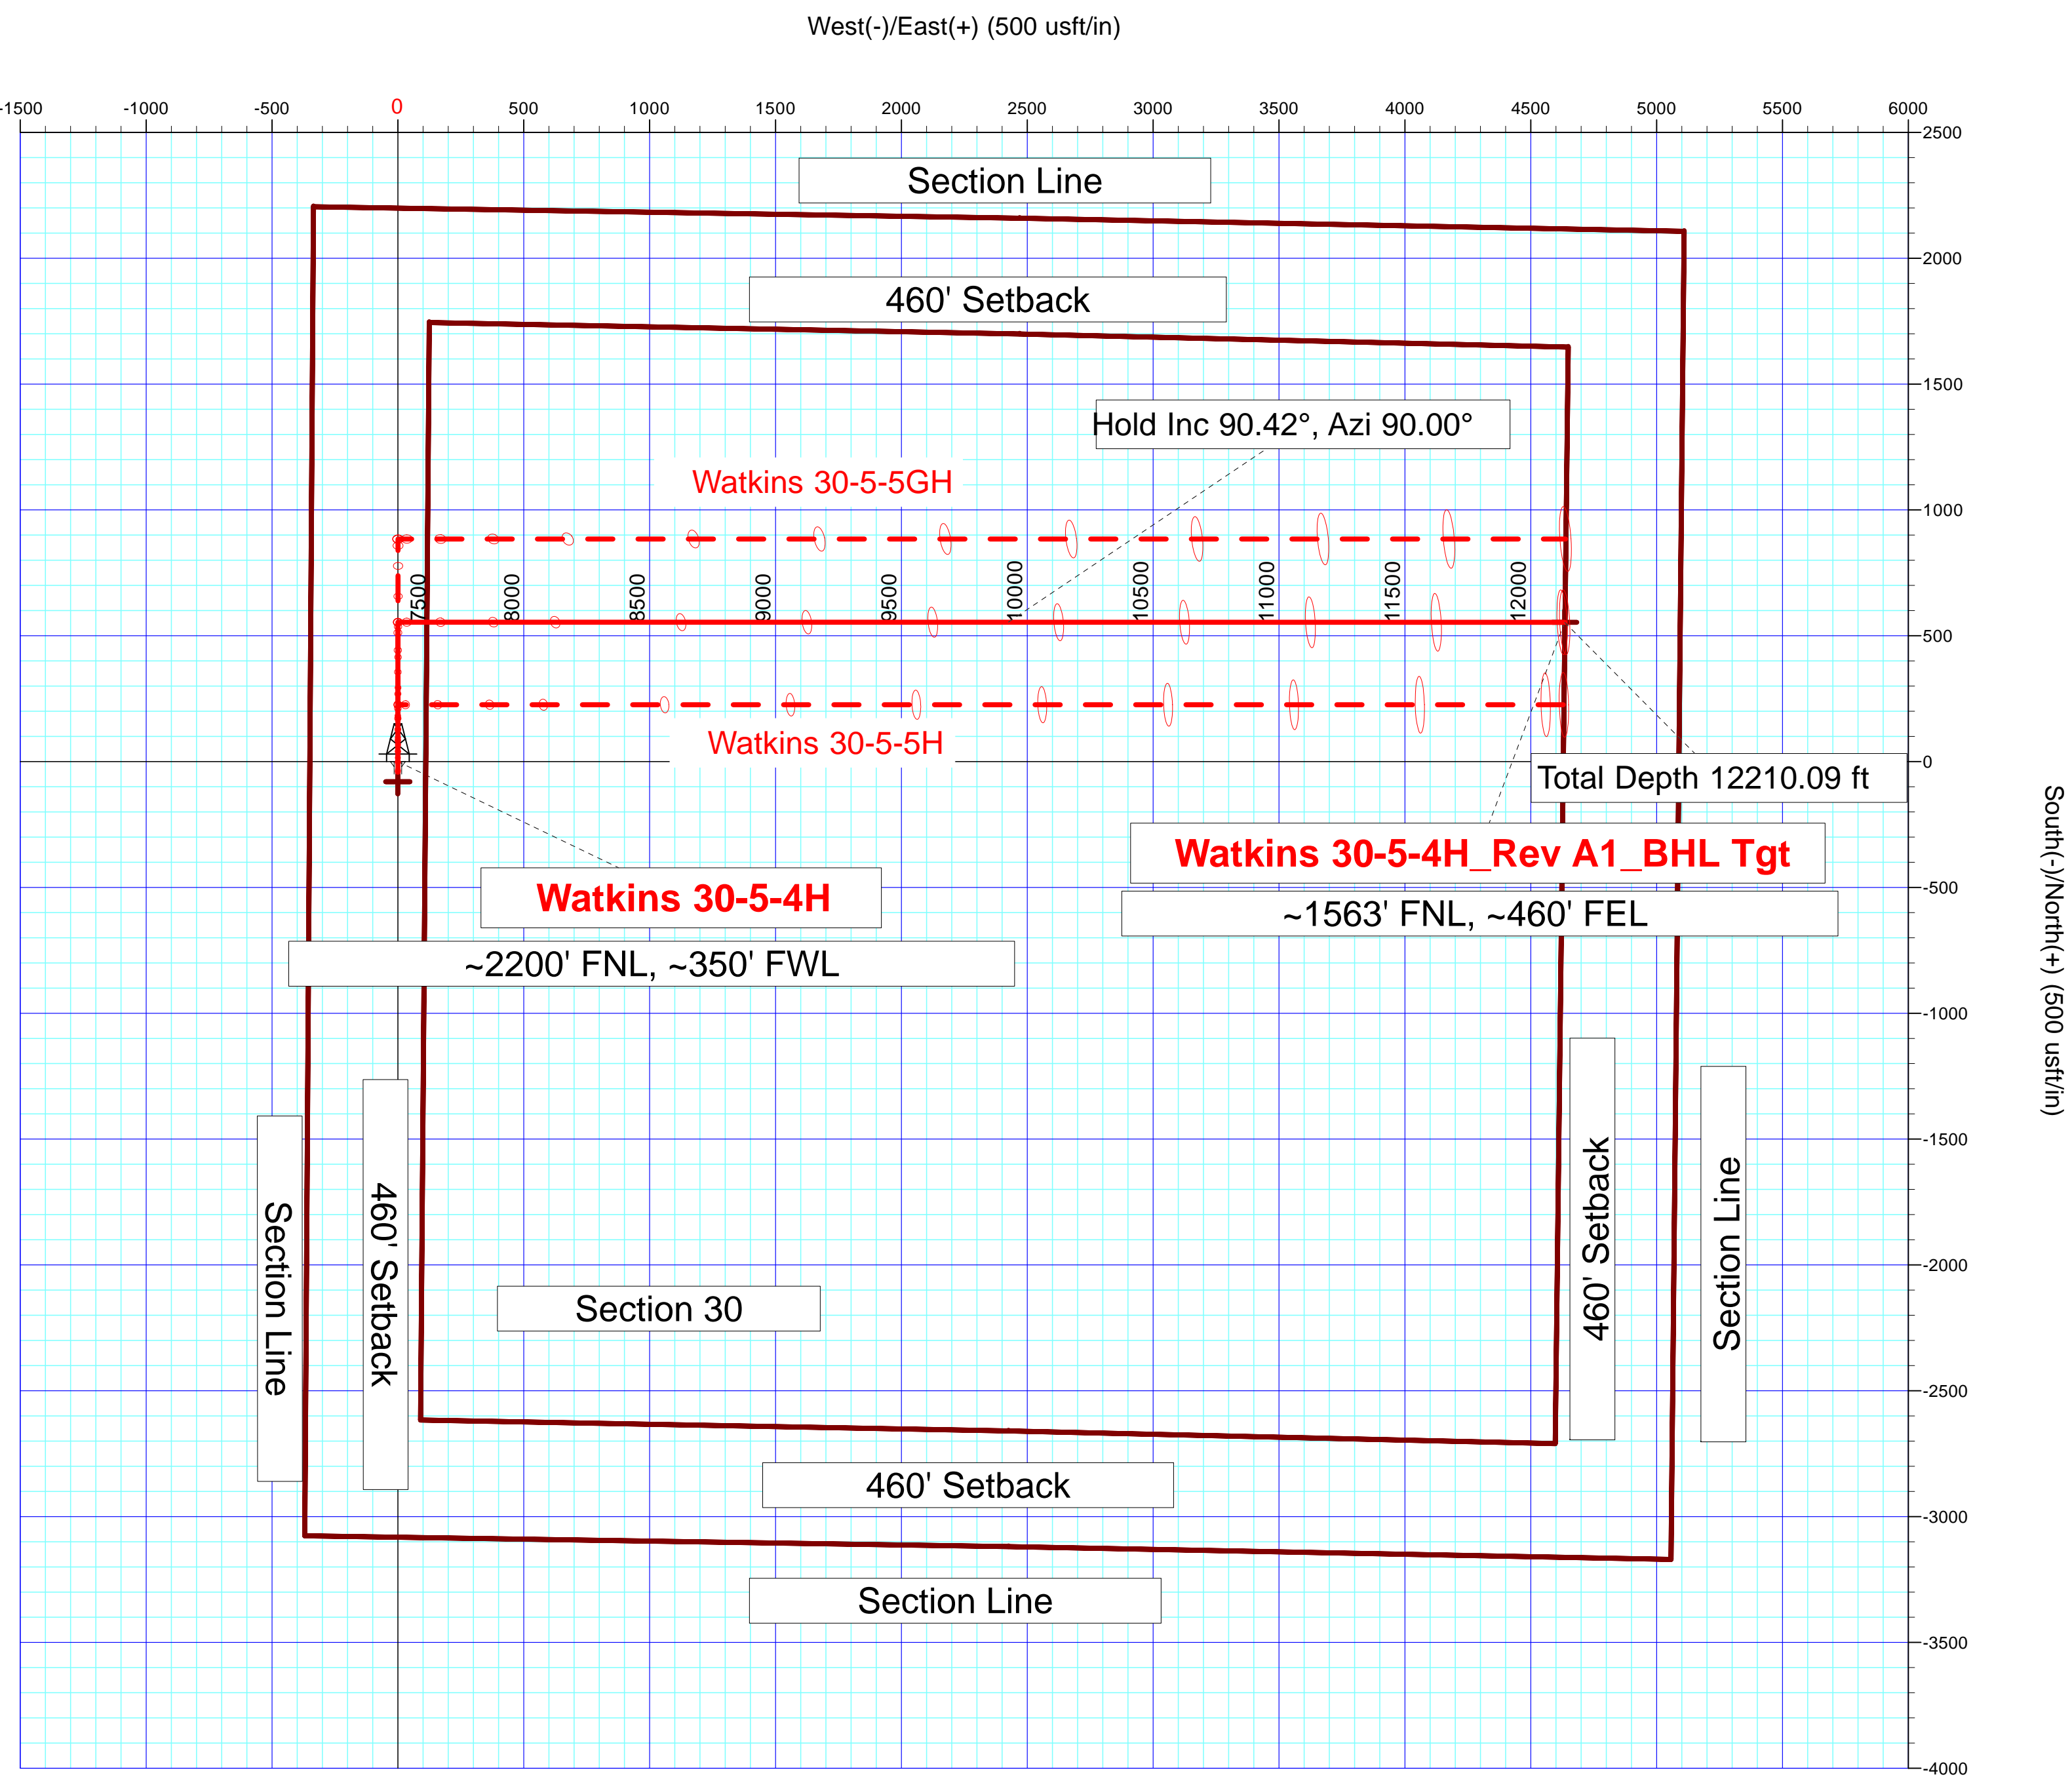 West(-)/East(+) (500 usft/in)
-1500 -1000 -500 0 500 1000 1500 2000 2500 3000 3500 4000 4500 5000 5500 6000
2500
Section Line
2000
460' Setback
1500
Hold Inc 90.42°, Azi 90.00°
Watkins 30-5-5GH
1000
7500 8000 8500 9000 9500 10000 10500 11000 11500 12000
500
Watkins 30-5-5H
0
Total Depth 12210.09 ft
Watkins 30-5-4H_Rev A1_BHL Tgt
-500
Watkins 30-5-4H
~1563' FNL, ~460' FEL
~2200' FNL, ~350' FWL
South(-)/North(+) (500 usft/in)
-1000
-1500
Section Line
460' Setback
460' Setback
Section Line
-2000
Section 30
-2500
460' Setback
-3000
Section Line
-3500
-4000